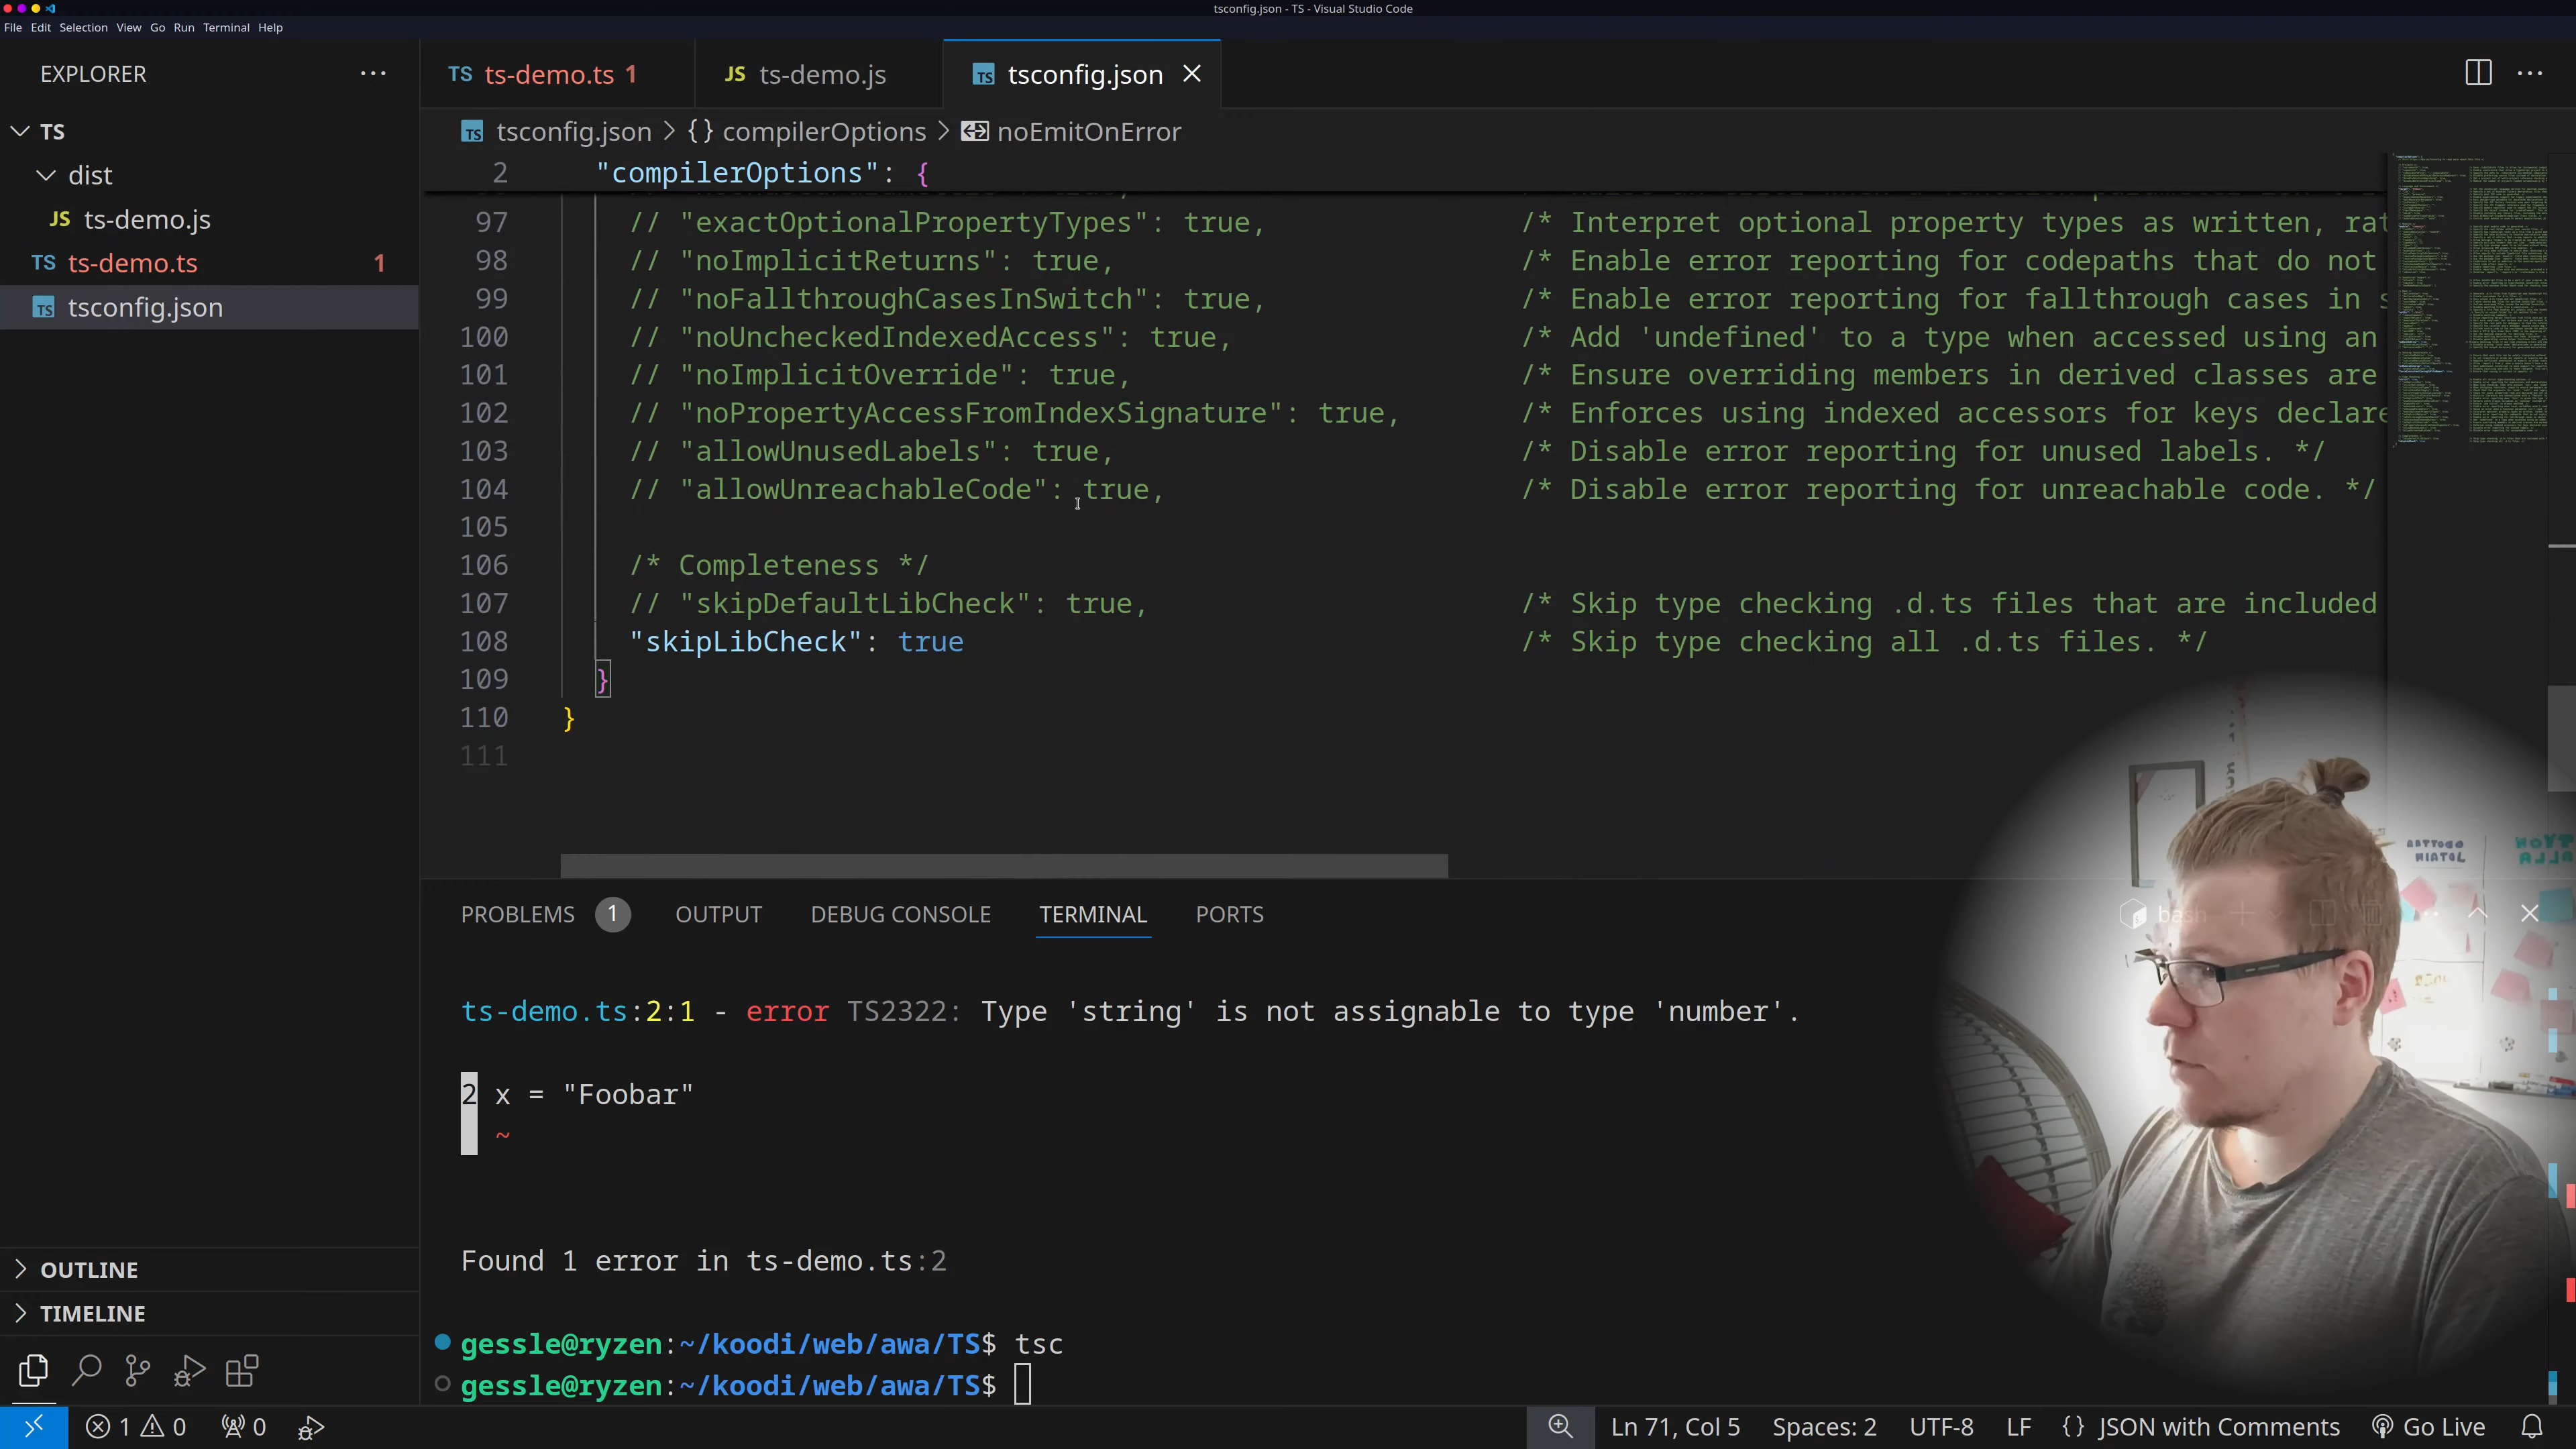 tsconfig.json - TS - Visual Studio Code
File Edit Selection View Go Run Terminal Help
EXPLORER
TS ts-demo.ts 1
JS ts-demo.js
TS tsconfig.json
TS
dist
JS ts-demo.js
TS ts-demo.ts 1
TS tsconfig.json
TS tsconfig.json > {} compilerOptions > noEmitOnError
2 "compilerOptions": {
97 // "exactOptionalPropertyTypes": true, /* Interpret optional property types as written, rat
98 // "noImplicitReturns": true, /* Enable error reporting for codepaths that do not
99 // "noFallthroughCasesInSwitch": true, /* Enable error reporting for fallthrough cases in s
100 // "noUncheckedIndexedAccess": true, /* Add 'undefined' to a type when accessed using an
101 // "noImplicitOverride": true, /* Ensure overriding members in derived classes are
102 // "noPropertyAccessFromIndexSignature": true, /* Enforces using indexed accessors for keys declare
103 // "allowUnusedLabels": true, /* Disable error reporting for unused labels. */
104 // "allowUnreachableCode": true, /* Disable error reporting for unreachable code. */
105
106 /* Completeness */
107 // "skipDefaultLibCheck": true, /* Skip type checking .d.ts files that are included
108 "skipLibCheck": true /* Skip type checking all .d.ts files. */
109 }
110 }
111
PROBLEMS 1 OUTPUT DEBUG CONSOLE TERMINAL PORTS
bash
ts-demo.ts:2:1 - error TS2322: Type 'string' is not assignable to type 'number'.
2 x = "Foobar"
~
Found 1 error in ts-demo.ts:2
gessle@ryzen:~/koodi/web/awa/TS$ tsc
gessle@ryzen:~/koodi/web/awa/TS$
OUTLINE
TIMELINE
1 0 0
Ln 71, Col 5 Spaces: 2 UTF-8 LF {} JSON with Comments Go Live